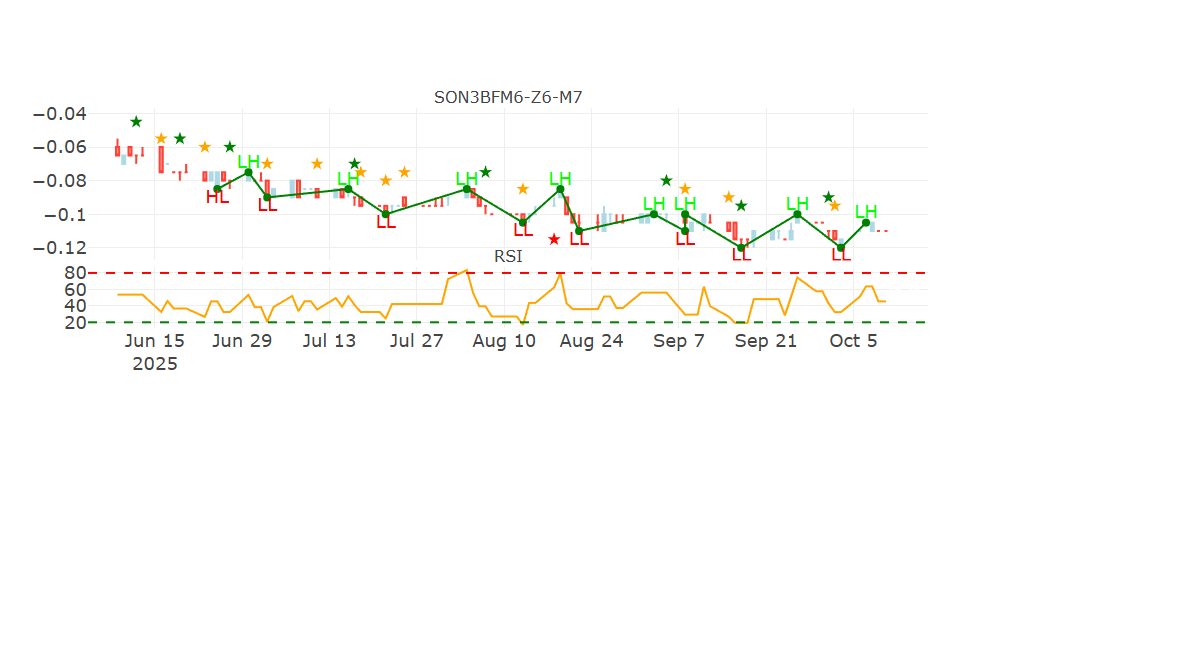 SON3BFM6-Z6-M7
−0.04
−0.06
−0.08
−0.1
−0.12
HL
LH
LL
LH
LL
LH
LL
LH
LL
LH
LH
LL
LL
LH
LL
LH
RSI
80
60
40
20
Jun 15 Jun 29 Jul 13 Jul 27 Aug 10 Aug 24 Sep 7 Sep 21 Oct 5
2025